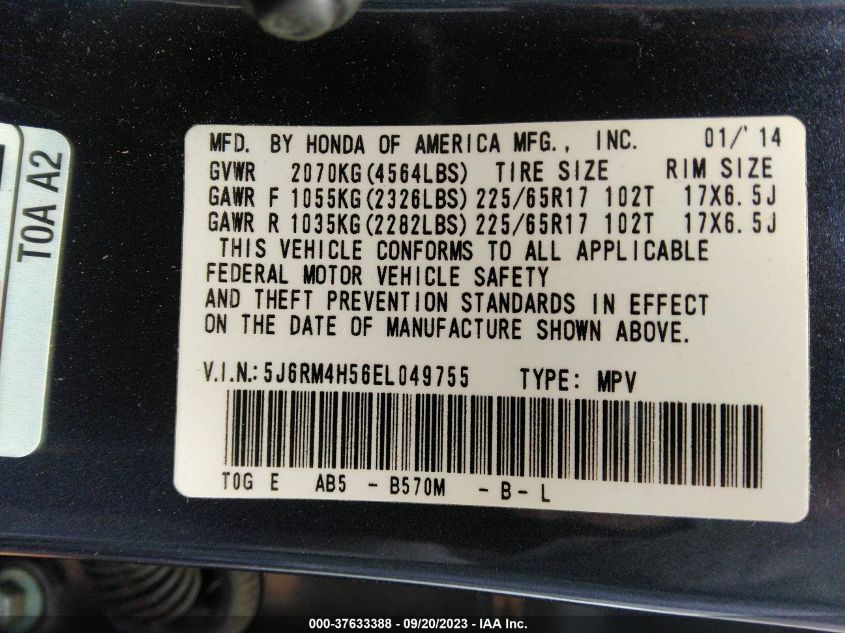 MFD. BY HONDA OF AMERICA MFG., INC. 01/'14
GVWR 2070KG(4564LBS) TIRE SIZE RIM SIZE
GAWR F 1055KG(2326LBS) 225/65R17 102T 17X6.5J
GAWR R 1035KG(2282LBS) 225/65R17 102T 17X6.5J
THIS VEHICLE CONFORMS TO ALL APPLICABLE
FEDERAL MOTOR VEHICLE SAFETY
AND THEFT PREVENTION STANDARDS IN EFFECT
ON THE DATE OF MANUFACTURE SHOWN ABOVE.
V.I.N.: 5J6RM4H56EL049755 TYPE: MPV
T0G E AB5 - B570M - B - L
T0A A2
000-37633388 - 09/20/2023 - IAA Inc.